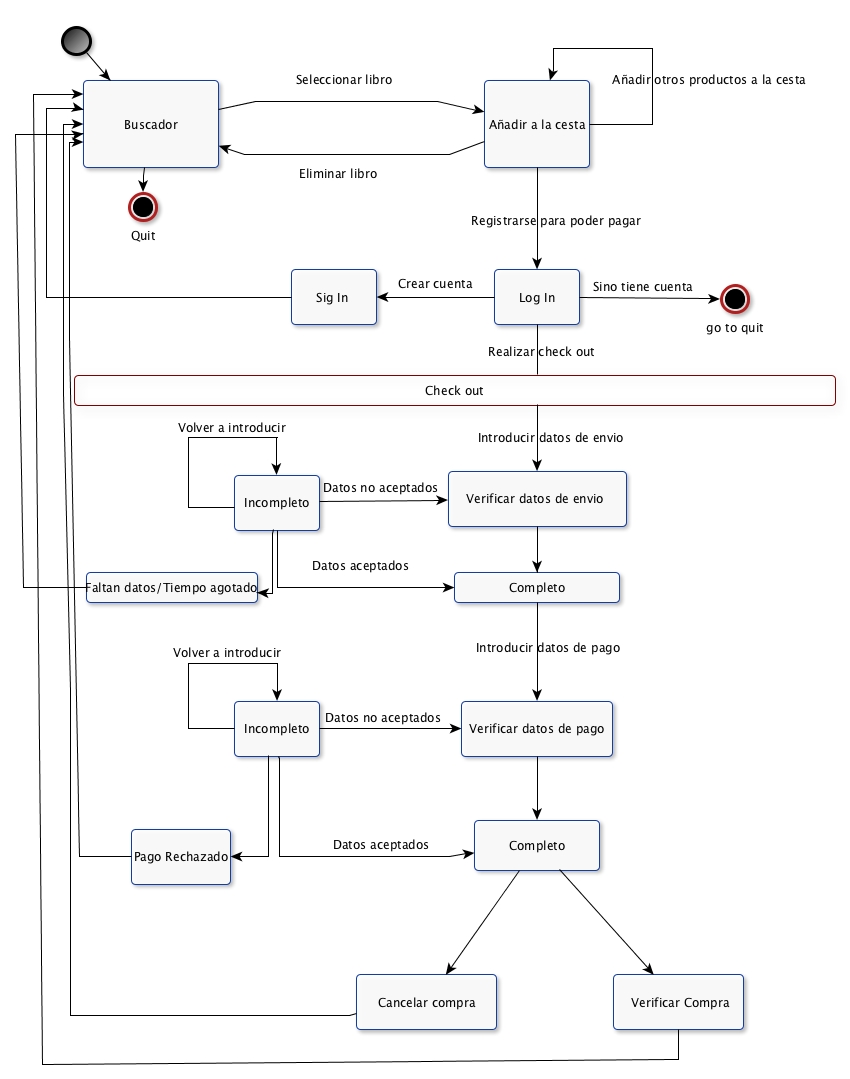 Seleccionar libro
Añadir otros productos a la cesta
Buscador
Añadir a la cesta
Eliminar libro
Registrarse para poder pagar
Quit
Crear cuenta
Sino tiene cuenta
Sig In
Log In
go to quit
Realizar check out
Check out
Volver a introducir
Introducir datos de envio
Datos no aceptados
Incompleto
Verificar datos de envio
Datos aceptados
Faltan datos/Tiempo agotado
Completo
Introducir datos de pago
Volver a introducir
Datos no aceptados
Incompleto
Verificar datos de pago
Datos aceptados
Completo
Pago Rechazado
Cancelar compra
Verificar Compra